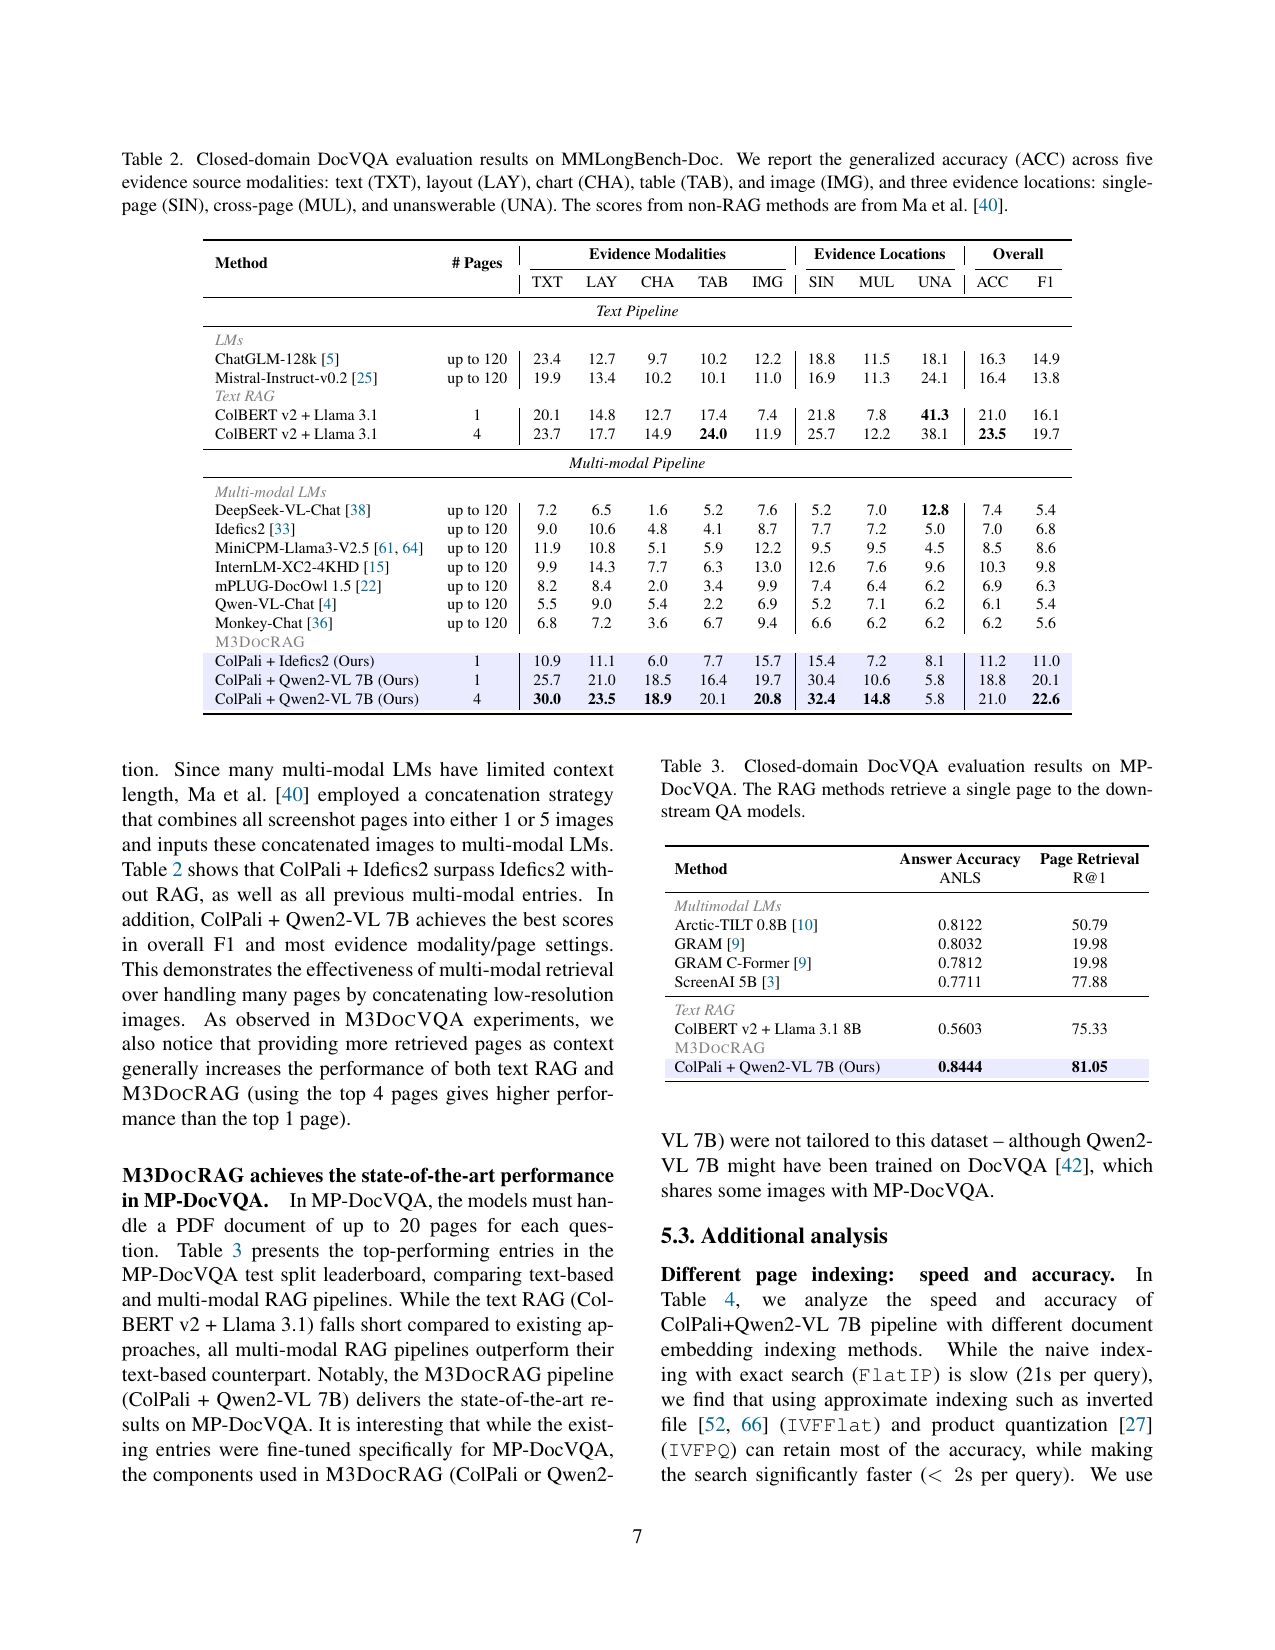 Table 2. Closed-domain DocVQA evaluation results on MMLongBench-Doc. We report the generalized accuracy (ACC) across five
evidence source modalities: text (TXT), layout (LAY), chart (CHA), table (TAB), and image (IMG), and three evidence locations: single-
page (SIN), cross-page (MUL), and unanswerable (UNA). The scores from non-RAG methods are from Ma et al. [40].
Method # Pages Evidence Modalities Evidence Locations Overall
TXT LAY CHA TAB IMG SIN MUL UNA ACC F1
Text Pipeline
LMs
ChatGLM-128k [5] up to 120 23.4 12.7 9.7 10.2 12.2 18.8 11.5 18.1 16.3 14.9
Mistral-Instruct-v0.2 [25] up to 120 19.9 13.4 10.2 10.1 11.0 16.9 11.3 24.1 16.4 13.8
Text RAG
ColBERT v2 + Llama 3.1 1 20.1 14.8 12.7 17.4 7.4 21.8 7.8 41.3 21.0 16.1
ColBERT v2 + Llama 3.1 4 23.7 17.7 14.9 24.0 11.9 25.7 12.2 38.1 23.5 19.7
Multi-modal Pipeline
Multi-modal LMs
DeepSeek-VL-Chat [38] up to 120 7.2 6.5 1.6 5.2 7.6 5.2 7.0 12.8 7.4 5.4
Idefics2 [33] up to 120 9.0 10.6 4.8 4.1 8.7 7.7 7.2 5.0 7.0 6.8
MiniCPM-Llama3-V2.5 [61, 64] up to 120 11.9 10.8 5.1 5.9 12.2 9.5 9.5 4.5 8.5 8.6
InternLM-XC2-4KHD [15] up to 120 9.9 14.3 7.7 6.3 13.0 12.6 7.6 9.6 10.3 9.8
mPLUG-DocOwl 1.5 [22] up to 120 8.2 8.4 2.0 3.4 9.9 7.4 6.4 6.2 6.9 6.3
Qwen-VL-Chat [4] up to 120 5.5 9.0 5.4 2.2 6.9 5.2 7.1 6.2 6.1 5.4
Monkey-Chat [36] up to 120 6.8 7.2 3.6 6.7 9.4 6.6 6.2 6.2 6.2 5.6
M3DOCRAG
ColPali + Idefics2 (Ours) 1 10.9 11.1 6.0 7.7 15.7 15.4 7.2 8.1 11.2 11.0
ColPali + Qwen2-VL 7B (Ours) 1 25.7 21.0 18.5 16.4 19.7 30.4 10.6 5.8 18.8 20.1
ColPali + Qwen2-VL 7B (Ours) 4 30.0 23.5 18.9 20.1 20.8 32.4 14.8 5.8 21.0 22.6
tion. Since many multi-modal LMs have limited context
length, Ma et al. [40] employed a concatenation strategy
that combines all screenshot pages into either 1 or 5 images
and inputs these concatenated images to multi-modal LMs.
Table 2 shows that ColPali + Idefics2 surpass Idefics2 with-
out RAG, as well as all previous multi-modal entries. In
addition, ColPali + Qwen2-VL 7B achieves the best scores
in overall F1 and most evidence modality/page settings.
This demonstrates the effectiveness of multi-modal retrieval
over handling many pages by concatenating low-resolution
images. As observed in M3DOCVQA experiments, we
also notice that providing more retrieved pages as context
generally increases the performance of both text RAG and
M3DOCRAG (using the top 4 pages gives higher perfor-
mance than the top 1 page).
M3DOCRAG achieves the state-of-the-art performance
in MP-DocVQA. In MP-DocVQA, the models must han-
dle a PDF document of up to 20 pages for each ques-
tion. Table 3 presents the top-performing entries in the
MP-DocVQA test split leaderboard, comparing text-based
and multi-modal RAG pipelines. While the text RAG (Col-
BERT v2 + Llama 3.1) falls short compared to existing ap-
proaches, all multi-modal RAG pipelines outperform their
text-based counterpart. Notably, the M3DOCRAG pipeline
(ColPali + Qwen2-VL 7B) delivers the state-of-the-art re-
sults on MP-DocVQA. It is interesting that while the exist-
ing entries were fine-tuned specifically for MP-DocVQA,
the components used in M3DOCRAG (ColPali or Qwen2-
Table 3. Closed-domain DocVQA evaluation results on MP-
DocVQA. The RAG methods retrieve a single page to the down-
stream QA models.
Method Answer Accuracy Page Retrieval
ANLS R@1
Multimodal LMs
Arctic-TILT 0.8B [10] 0.8122 50.79
GRAM [9] 0.8032 19.98
GRAM C-Former [9] 0.7812 19.98
ScreenAI 5B [3] 0.7711 77.88
Text RAG
ColBERT v2 + Llama 3.1 8B 0.5603 75.33
M3DOCRAG
ColPali + Qwen2-VL 7B (Ours) 0.8444 81.05
VL 7B) were not tailored to this dataset – although Qwen2-
VL 7B might have been trained on DocVQA [42], which
shares some images with MP-DocVQA.
5.3. Additional analysis
Different page indexing: speed and accuracy. In
Table 4, we analyze the speed and accuracy of
ColPali+Qwen2-VL 7B pipeline with different document
embedding indexing methods. While the naive index-
ing with exact search (FlatIP) is slow (21s per query),
we find that using approximate indexing such as inverted
file [52, 66] (IVFFlat) and product quantization [27]
(IVFPQ) can retain most of the accuracy, while making
the search significantly faster (< 2s per query). We use
7